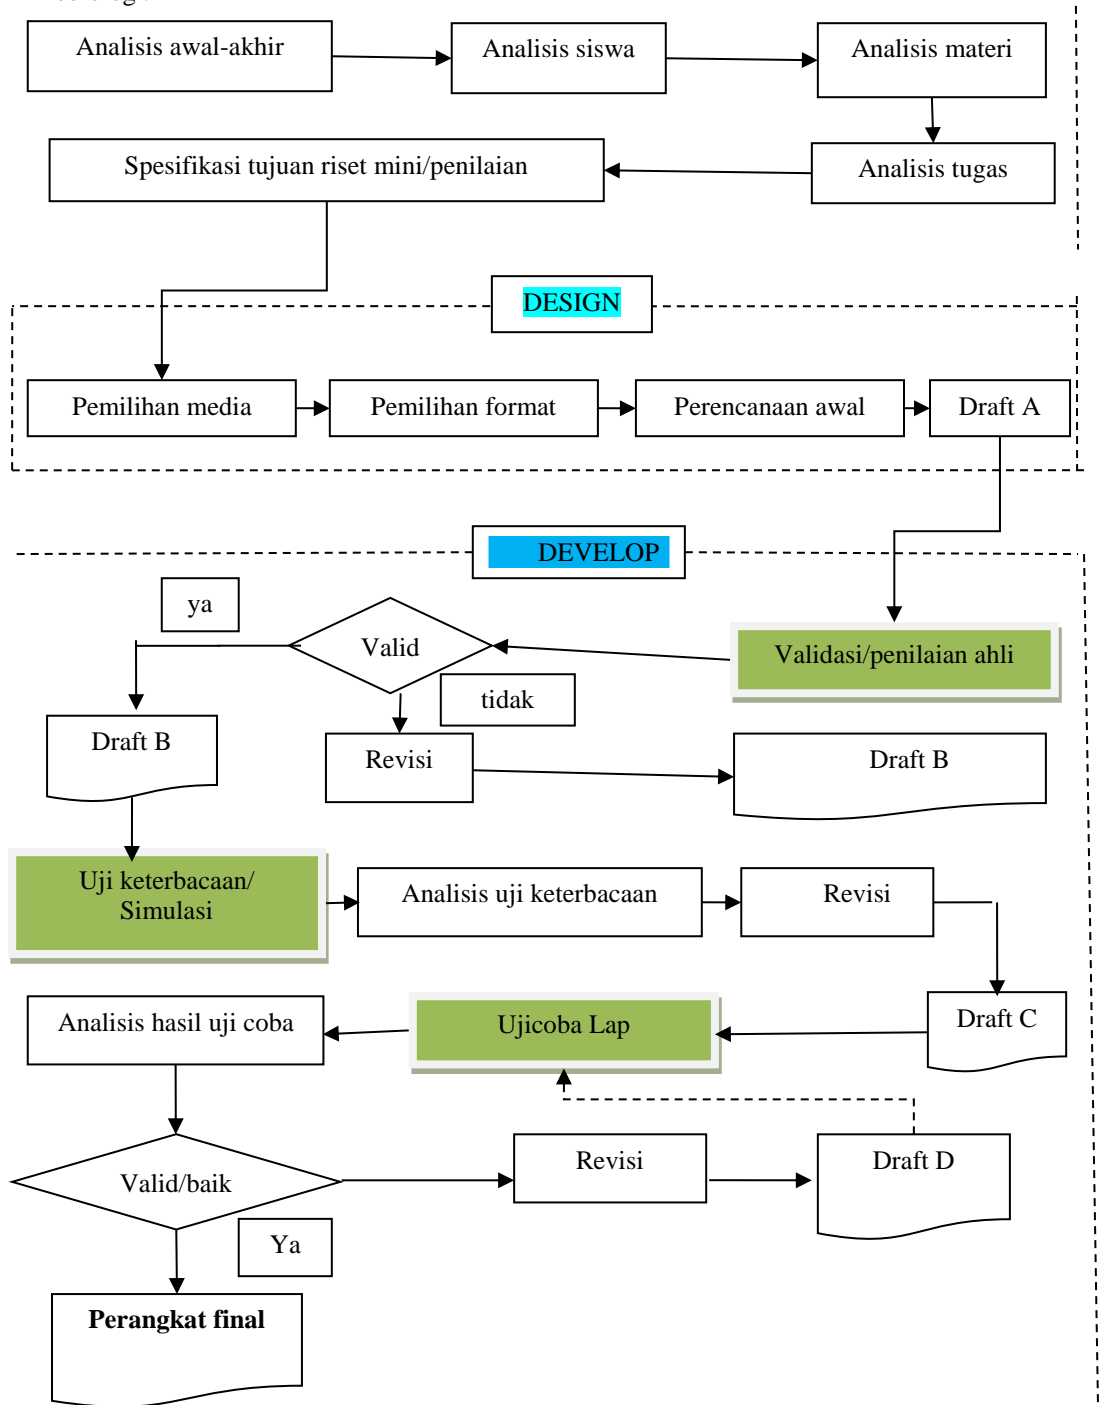 Analisis awal-akhir
Analisis siswa
Analisis materi
Spesifikasi tujuan riset mini/penilaian
Analisis tugas
DESIGN
Pemilihan media
Pemilihan format
Perencanaan awal
Draft A
DEVELOP
ya
Valid
Validasi/penilaian ahli
tidak
Draft B
Revisi
Draft B
Uji keterbacaan/
Simulasi
Analisis uji keterbacaan
Revisi
Analisis hasil uji coba
Ujicoba Lap
Draft C
Valid/baik
Revisi
Draft D
Ya
Perangkat final